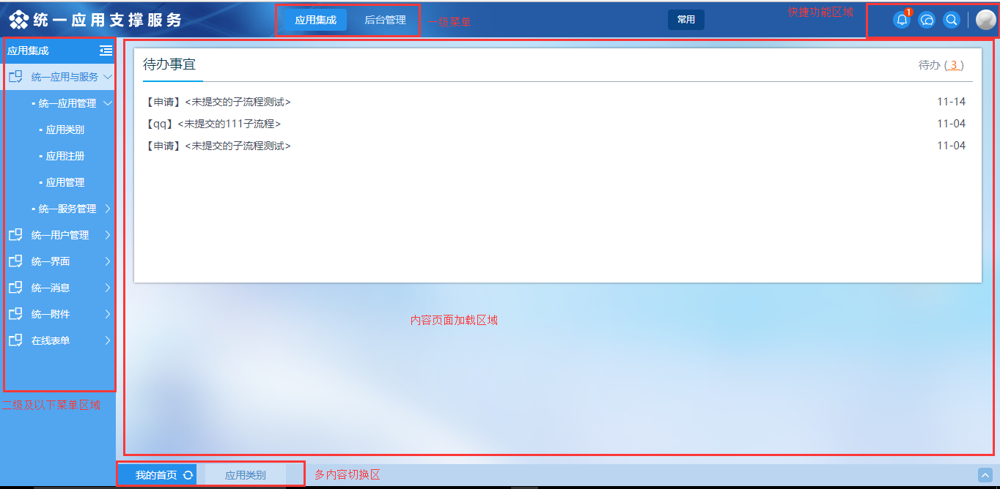 统一应用支撑服务
应用集成
后台管理
一级菜单
常用
快捷功能区域
1
应用集成
统一应用与服务
统一应用管理
应用类别
应用注册
应用管理
统一服务管理
统一用户管理
统一界面
统一消息
统一附件
在线表单
二级及以下菜单区域
待办事宜
待办 ( 3 )
【申请】<未提交的子流程测试> 11-14
【qq】<未提交的111子流程> 11-04
【申请】<未提交的子流程测试> 11-04
内容页面加载区域
我的首页
应用类别
多内容切换区